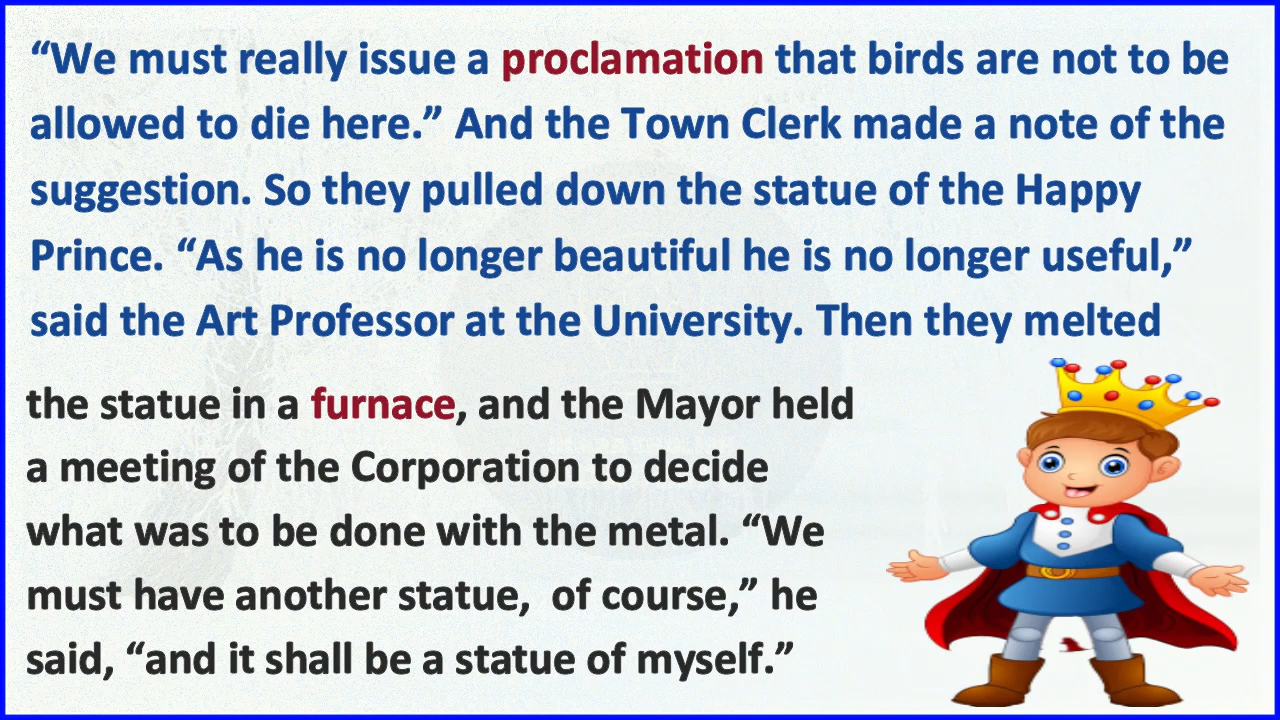 “We must really issue a proclamation that birds are not to be
allowed to die here.” And the Town Clerk made a note of the
suggestion. So they pulled down the statue of the Happy
Prince. “As he is no longer beautiful he is no longer useful,”
said the Art Professor at the University. Then they melted
the statue in a furnace, and the Mayor held
a meeting of the Corporation to decide
what was to be done with the metal. “We
must have another statue,  of course,” he
said, “and it shall be a statue of myself.”